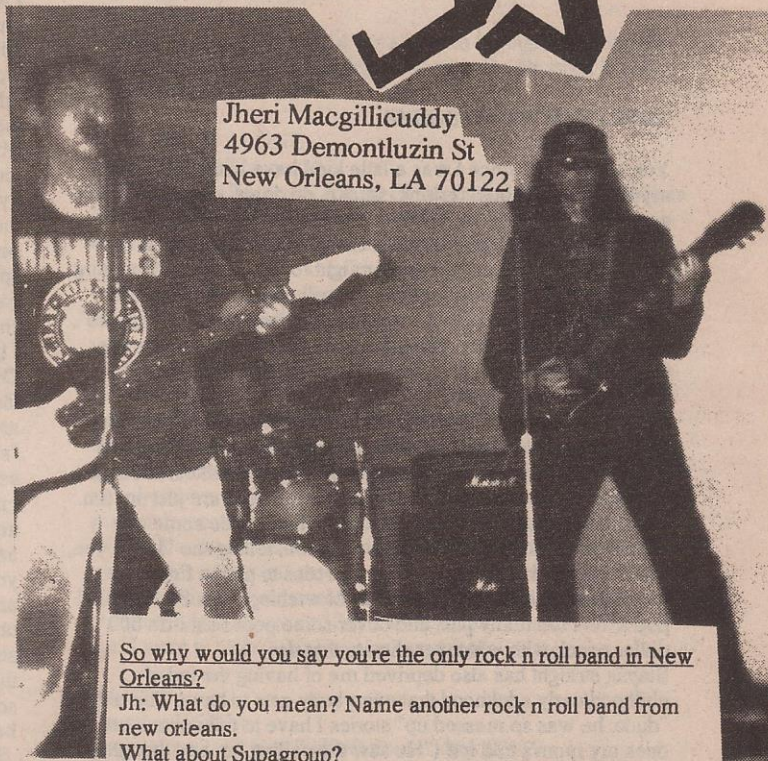 Jheri Macgillicuddy
4963 Demontluzin St
New Orleans, LA 70122
RAMONES
Marshall
So why would you say you're the only rock n roll band in New
Orleans?
Jh: What do you mean? Name another rock n roll band from
new orleans.
What about Supagroup?